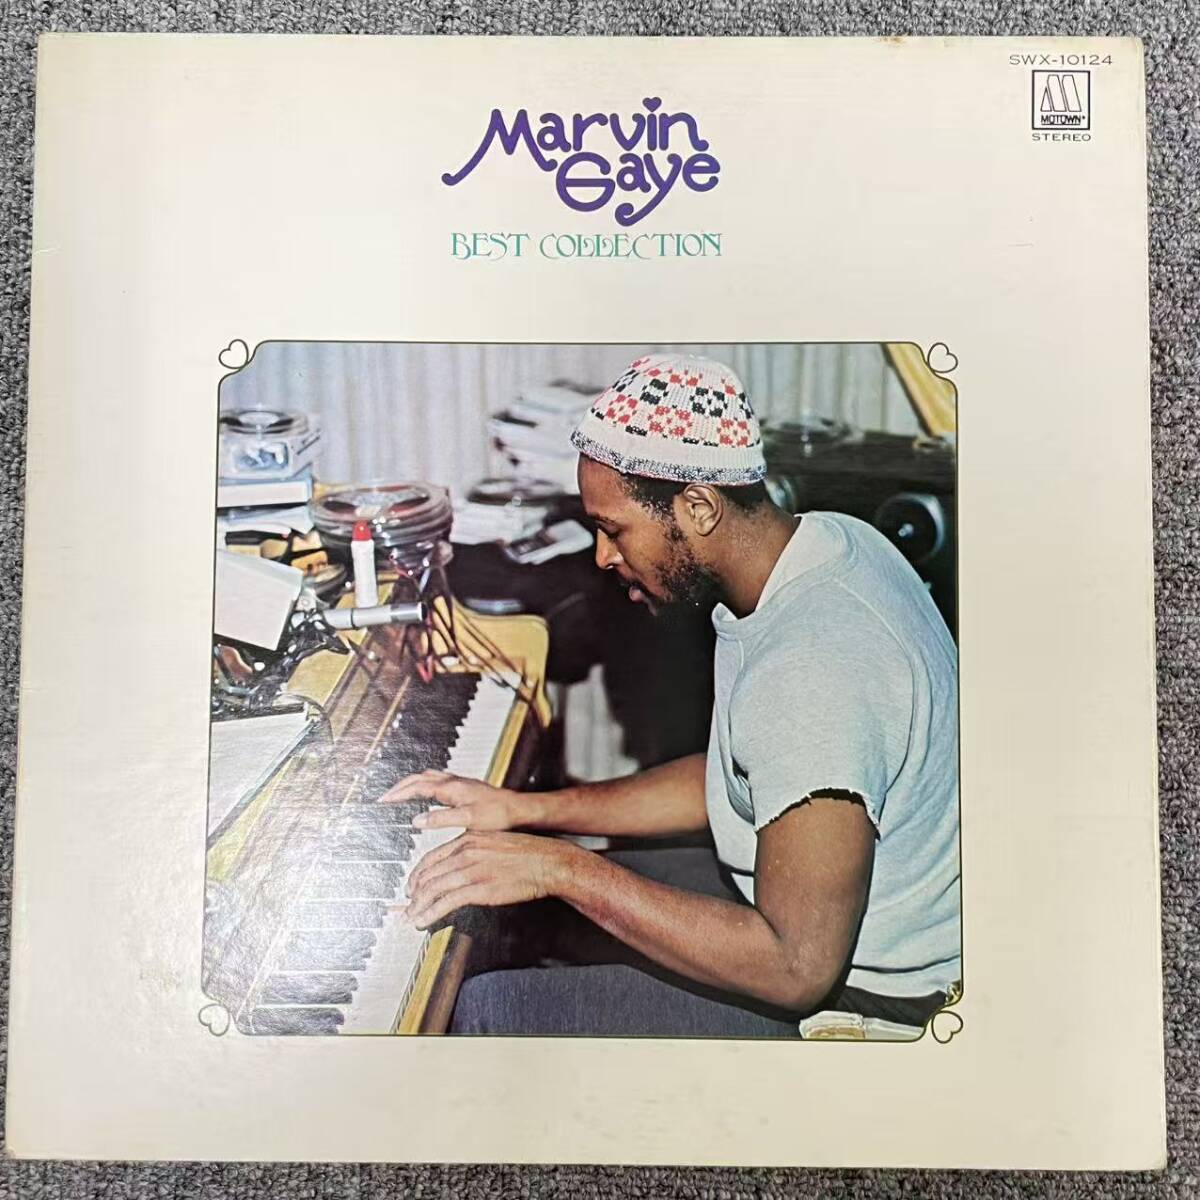 SWX-10124
MOTOWN
STEREO
Marvin
Gaye
BEST COLLECTION